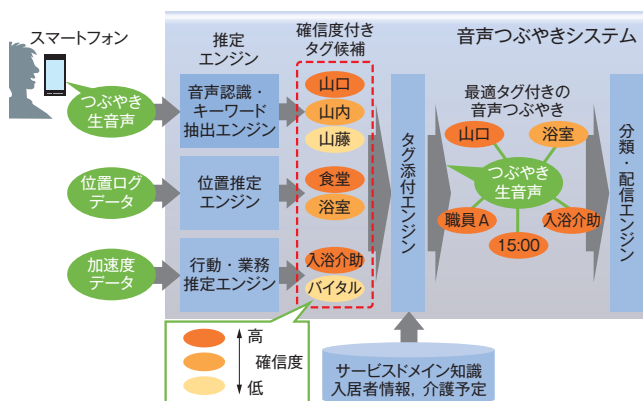 スマートフォン
推定
エンジン
確信度付き
タグ候補
音声つぶやきシステム
つぶやき
生音声
音声認識・
キーワード
抽出エンジン
山口
山内
山藤
位置ログ
データ
位置推定
エンジン
食堂
浴室
加速度
データ
行動・業務
推定エンジン
入浴介助
バイタル
タグ添付エンジン
最適タグ付きの
音声つぶやき
山口
浴室
つぶやき
生音声
職員A
15:00
入浴介助
分類・配信エンジン
高
確信度
低
サービスドメイン知識
入居者情報，介護予定